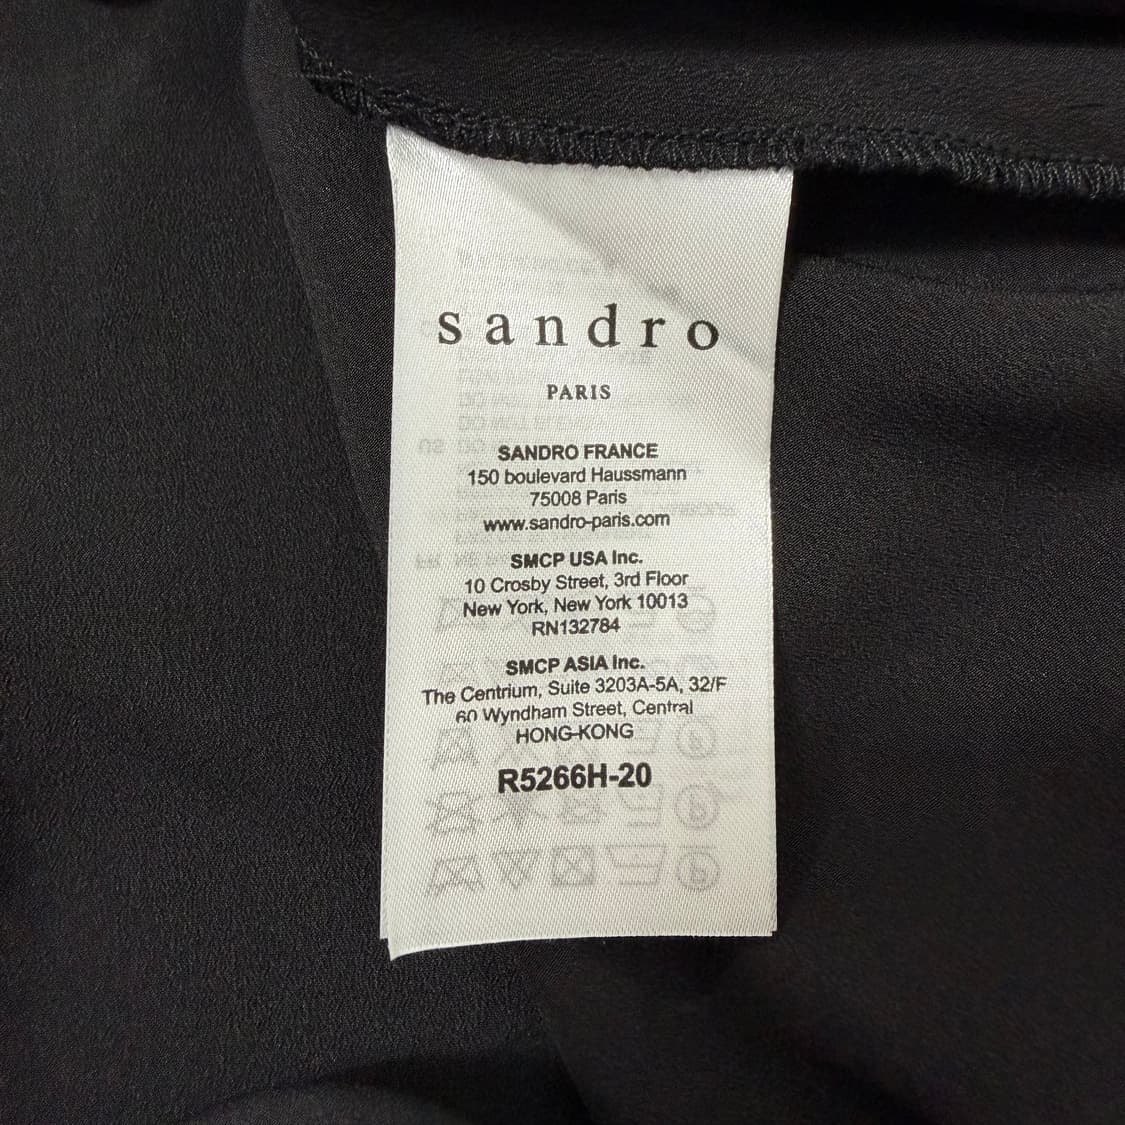 sandro
PARIS
SANDRO FRANCE
150 boulevard Haussmann
75008 Paris
www.sandro-paris.com
SMCP USA Inc.
10 Crosby Street, 3rd Floor
New York, New York 10013
RN132784
SMCP ASIA Inc.
The Centrium, Suite 3203A-5A, 32/F
60 Wyndham Street, Central
HONG-KONG
R5266H-20